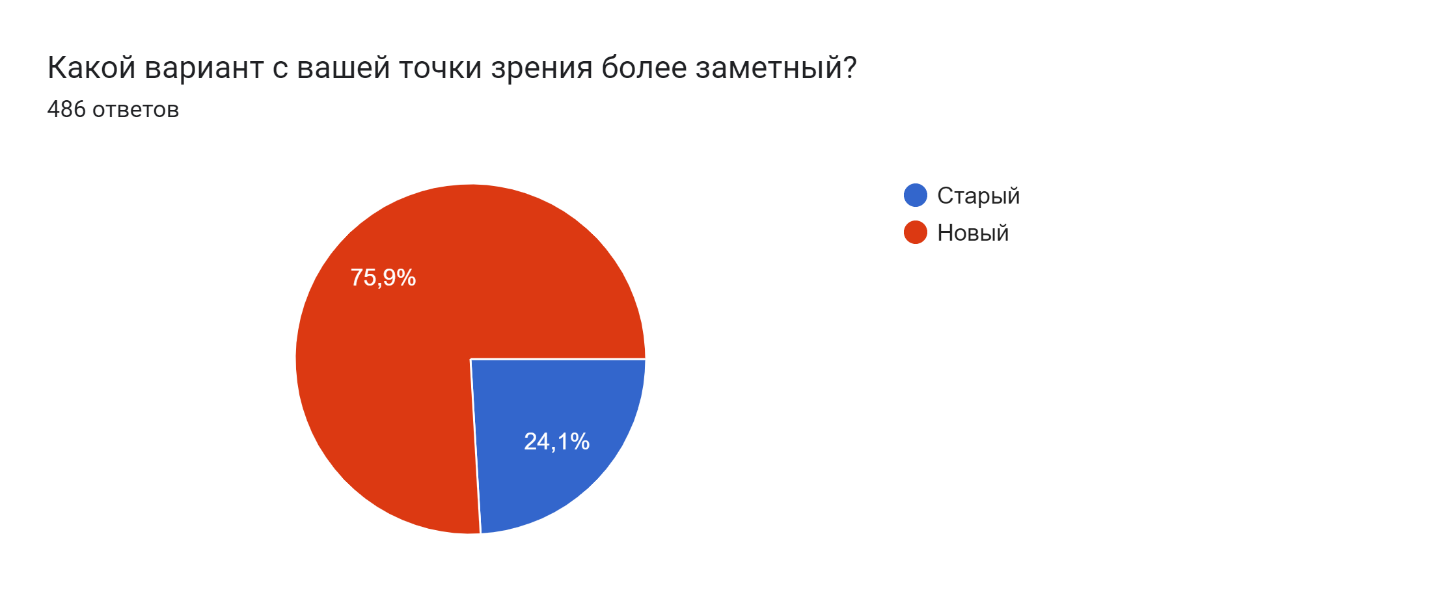 Какой вариант с вашей точки зрения более заметный?
486 ответов
Старый
Новый
75,9%
24,1%